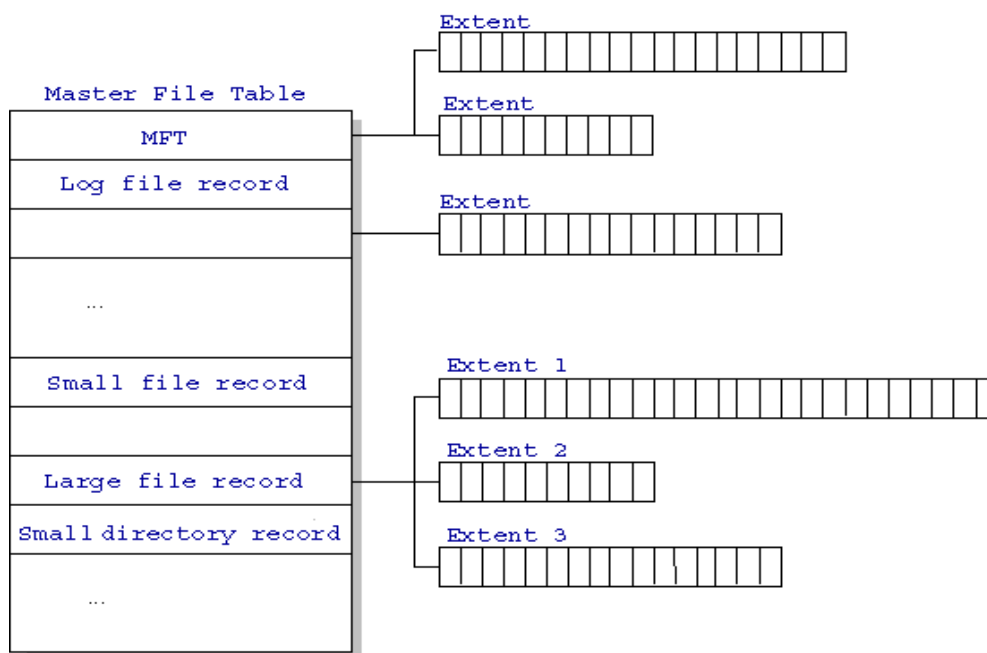 Master File Table
MFT
Log file record
...
Small file record
Large file record
Small directory record
...
Extent
Extent
Extent
Extent 1
Extent 2
Extent 3